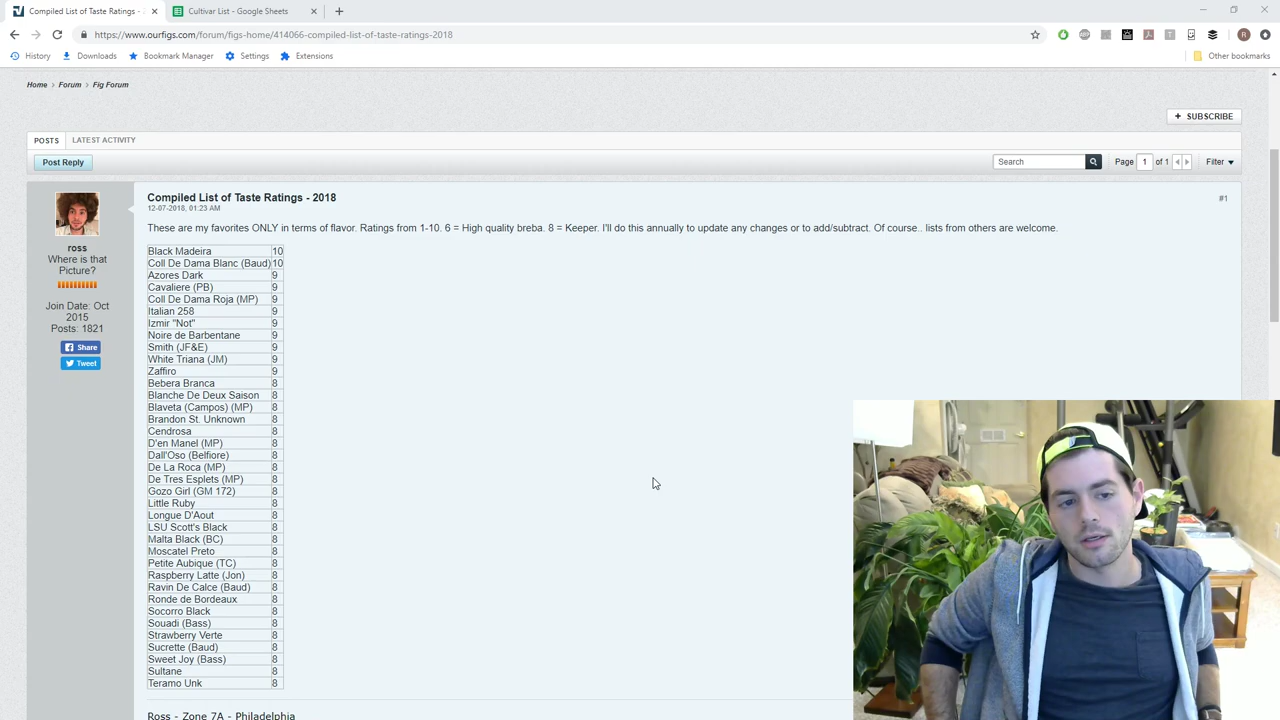 Compiled List of Taste Ratings - 
Cultivar List - Google Sheets
https://www.ourfigs.com/forum/figs-home/414066-compiled-list-of-taste-ratings-2018
History
Downloads
Bookmark Manager
Settings
Extensions
Other bookmarks
Home > Forum > Fig Forum
+ SUBSCRIBE
POSTS
LATEST ACTIVITY
Post Reply
Search
Page 1 of 1
Filter
Compiled List of Taste Ratings - 2018
#1
12-07-2018, 01:23 AM
ross
Where is that
Picture?
Join Date: Oct
2015
Posts: 1821
Share
Tweet
These are my favorites ONLY in terms of flavor. Ratings from 1-10. 6 = High quality breba. 8 = Keeper. I'll do this annually to update any changes or to add/subtract. Of course.. lists from others are welcome.
Black Madeira 10
Coll De Dama Blanc (Baud) 10
Azores Dark 9
Cavaliere (PB) 9
Coll De Dama Roja (MP) 9
Italian 258 9
Izmir "Not" 9
Noire de Barbentane 9
Smith (JF&E) 9
White Triana (JM) 9
Zaffiro 9
Bebera Branca 8
Blanche De Deux Saison 8
Blaveta (Campos) (MP) 8
Brandon St. Unknown 8
Cendrosa 8
D'en Manel (MP) 8
Dall'Oso (Belfiore) 8
De La Roca (MP) 8
De Tres Esplets (MP) 8
Gozo Girl (GM 172) 8
Little Ruby 8
Longue D'Aout 8
LSU Scott's Black 8
Malta Black (BC) 8
Moscatel Preto 8
Petite Aubique (TC) 8
Raspberry Latte (Jon) 8
Ravin De Calce (Baud) 8
Ronde de Bordeaux 8
Socorro Black 8
Souadi (Bass) 8
Strawberry Verte 8
Sucrette (Baud) 8
Sweet Joy (Bass) 8
Sultane 8
Teramo Unk 8
Ross - Zone 7A - Philadelphia